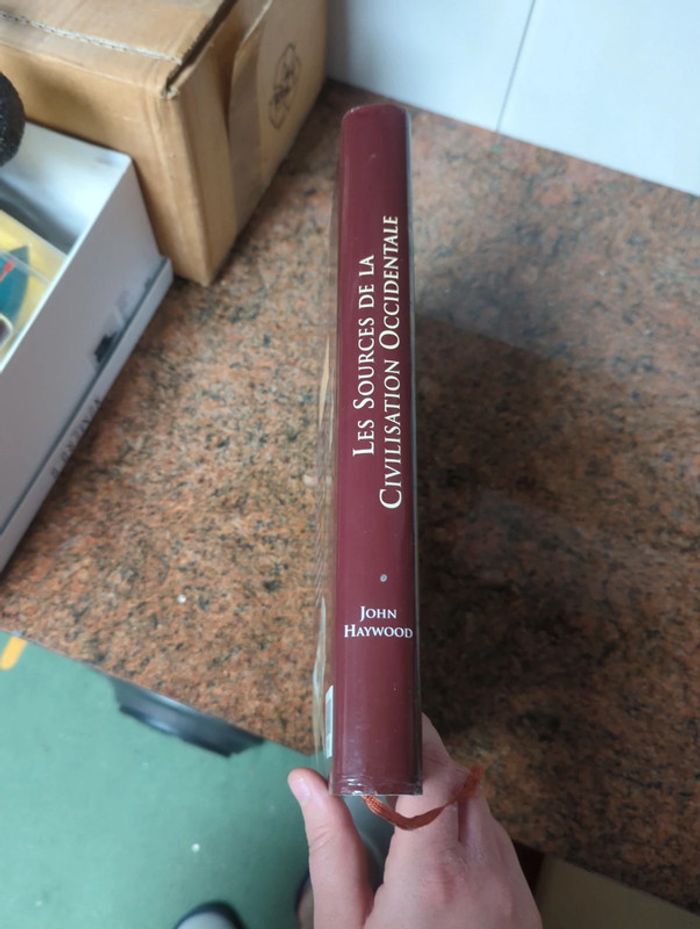 LES SOURCES DE LA
CIVILISATION OCCIDENTALE
JOHN
HAYWOOD